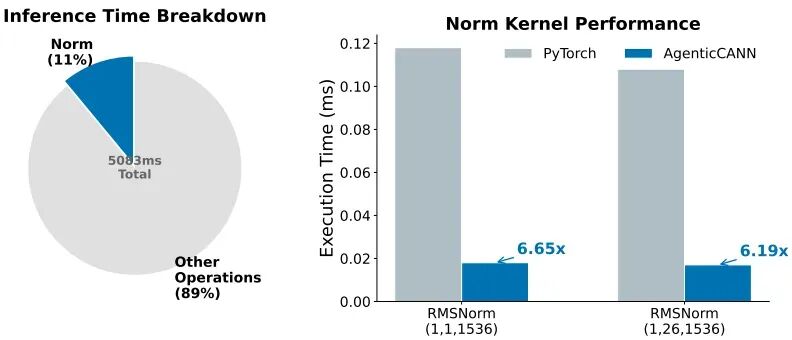 Inference Time Breakdown
Norm
(11%)
5083ms
Total
Other
Operations
(89%)
Norm Kernel Performance
PyTorch
AgenticCANN
Execution Time (ms)
0.12
0.10
0.08
0.06
0.04
0.02
0.00
6.65x
6.19x
RMSNorm
(1,1,1536)
RMSNorm
(1,26,1536)